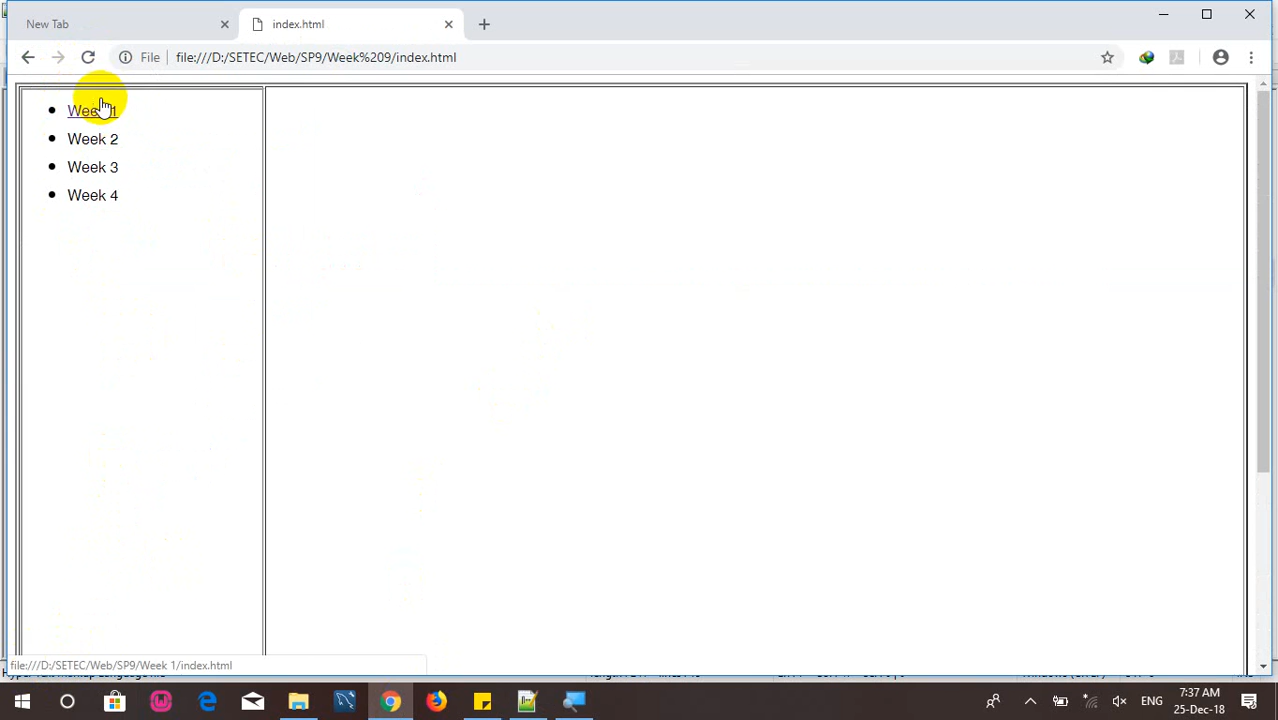 New Tab
index.html
File
file:///D:/SETEC/Web/SP9/Week%209/index.html
Week 1
Week 2
Week 3
Week 4
file:///D:/SETEC/Web/SP9/Week 1/index.html
ENG
7:37 AM
25-Dec-18